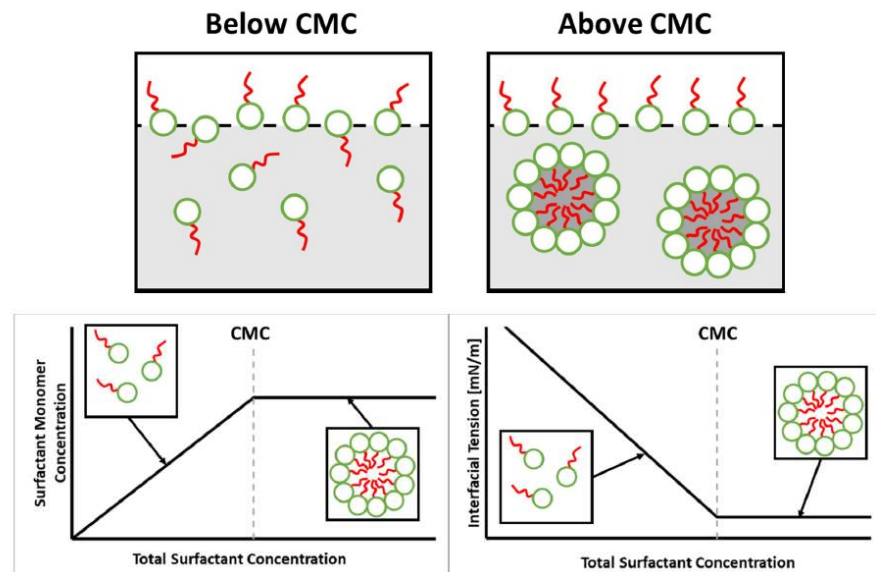 Below CMC
Above CMC
CMC
Surfactant Monomer
Concentration
Total Surfactant Concentration
CMC
Interfacial Tension [mN/m]
Total Surfactant Concentration